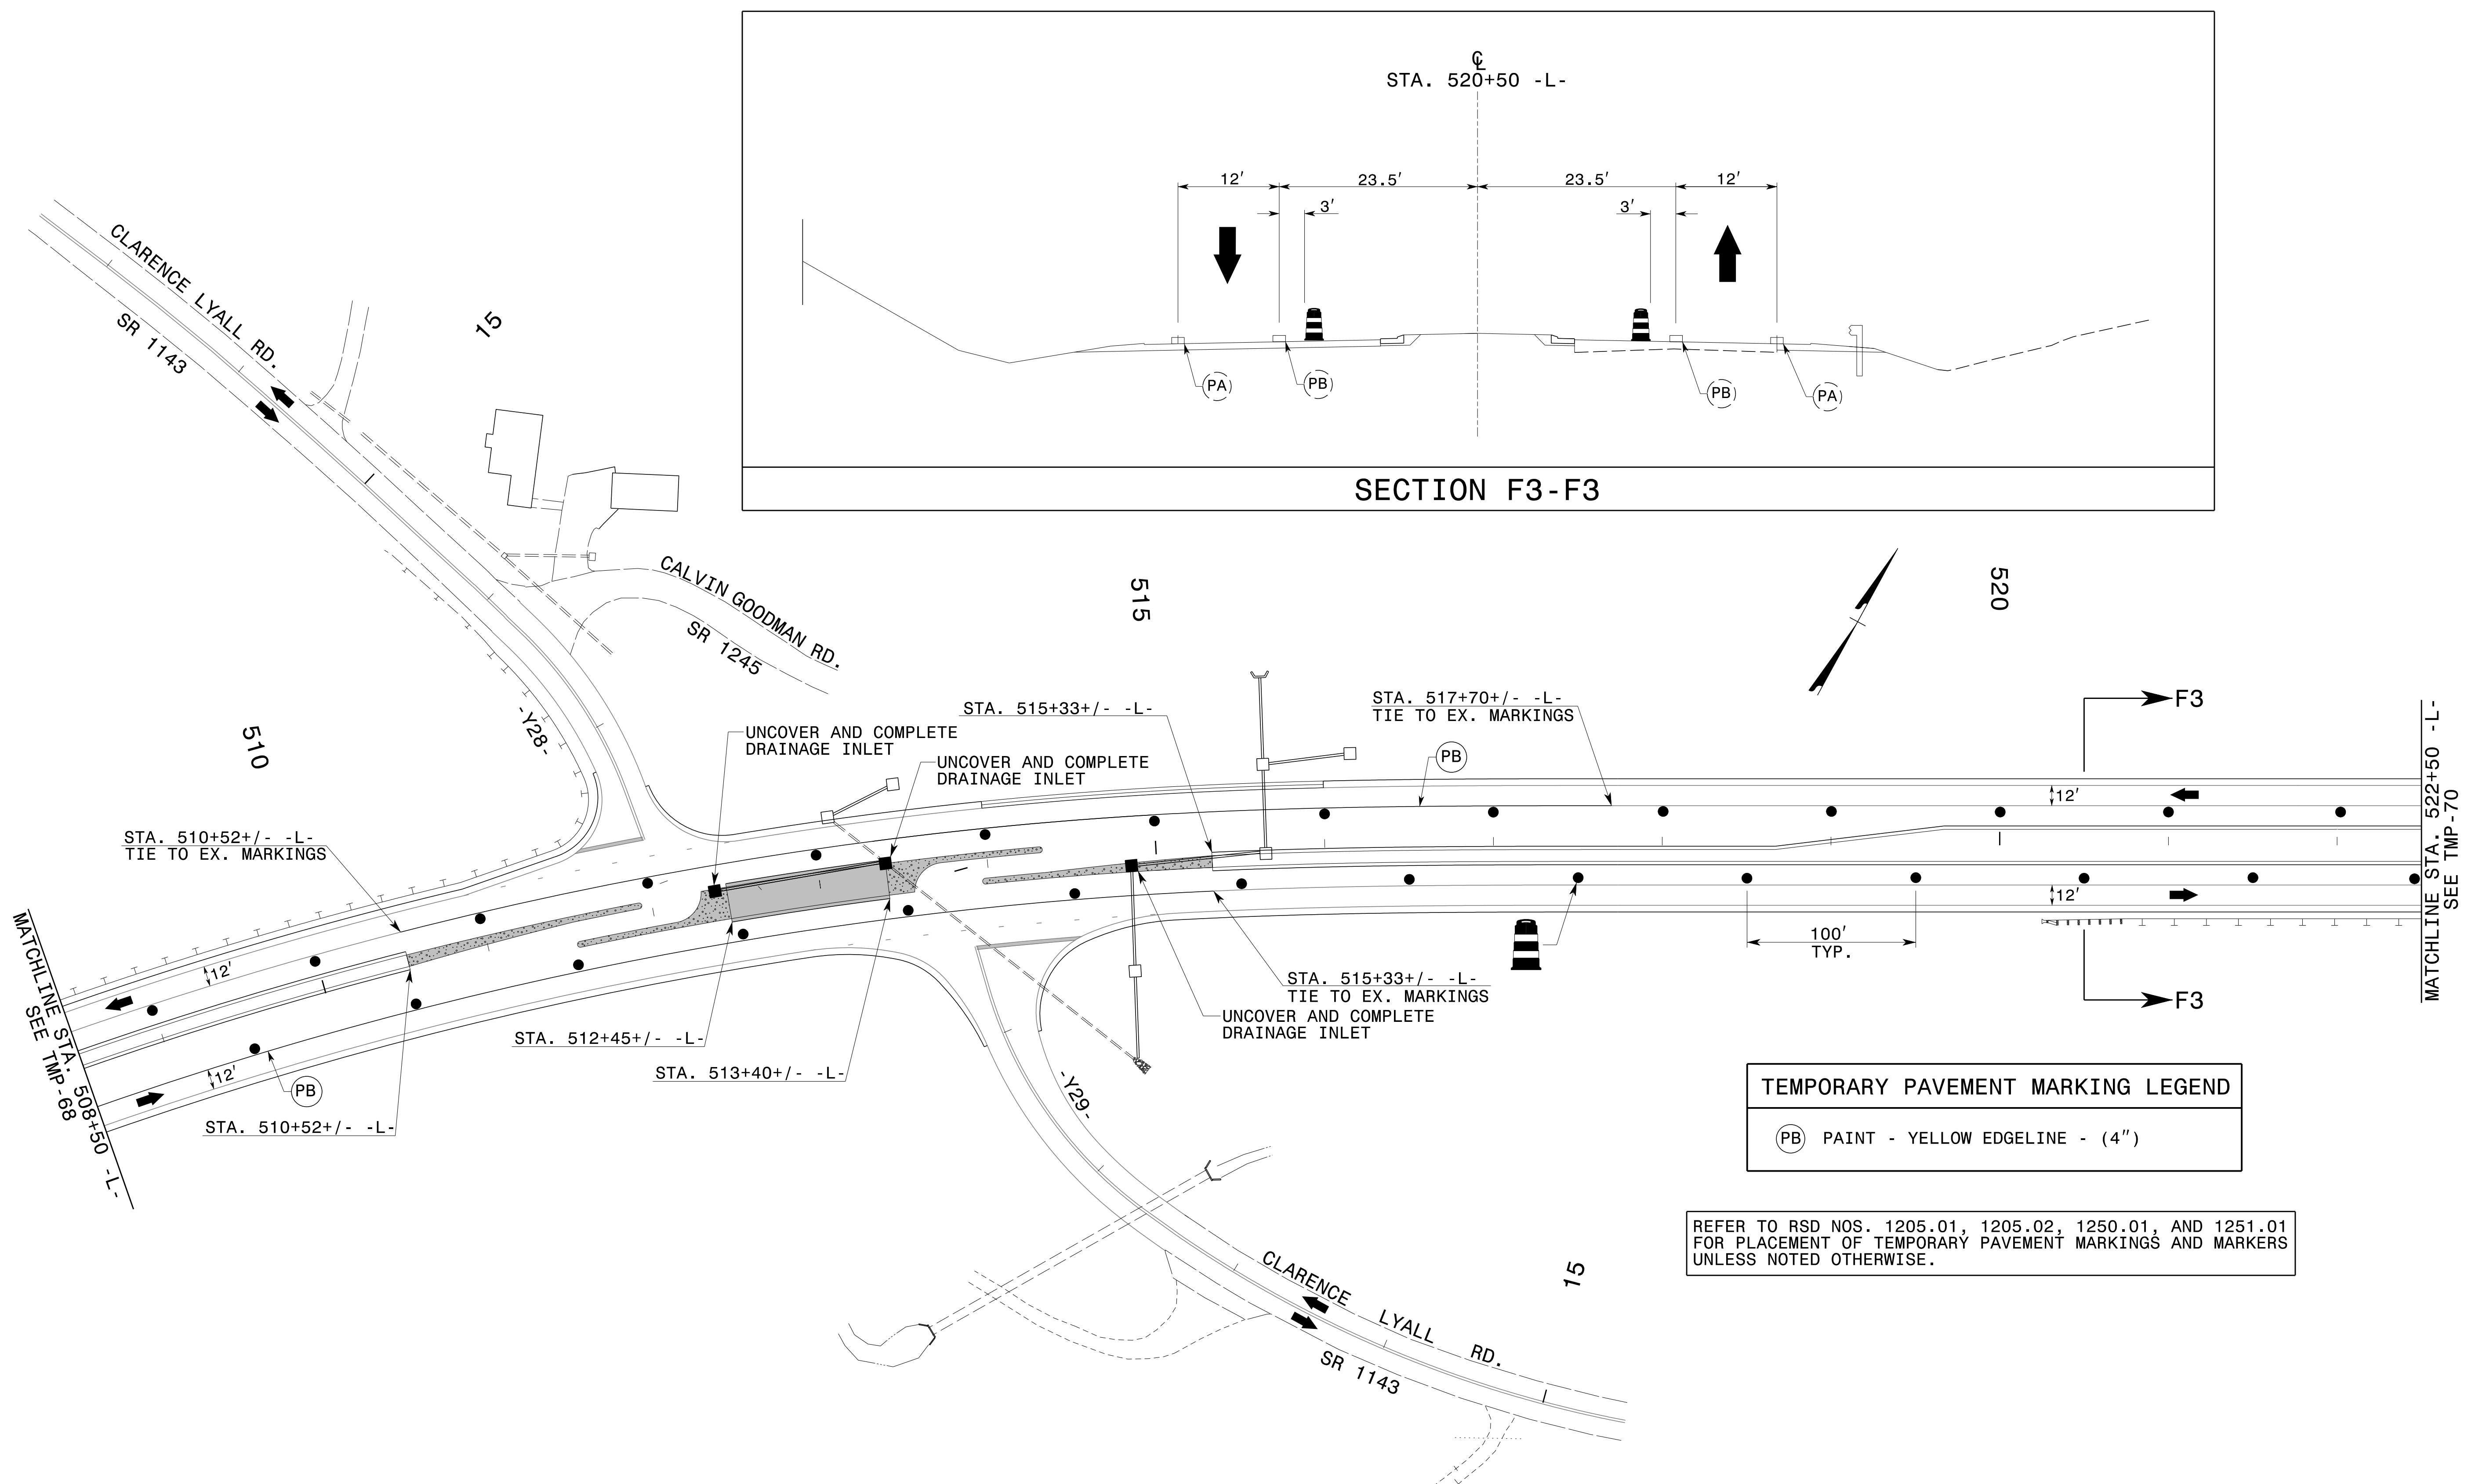 ℄
STA. 520+50 -L-
12′
23.5′
23.5′
12′
3′
3′
PA
PB
PB
PA
SECTION F3-F3
CLARENCE LYALL RD.
SR 1143
15
CALVIN GOODMAN RD.
SR 1245
-Y28-
510
515
520
UNCOVER AND COMPLETE
DRAINAGE INLET
UNCOVER AND COMPLETE
DRAINAGE INLET
STA. 515+33+/- -L-
STA. 517+70+/- -L-
TIE TO EX. MARKINGS
PB
F3
12′
MATCHLINE STA. 522+50 -L-
SEE TMP-70
STA. 510+52+/- -L-
TIE TO EX. MARKINGS
12′
MATCHLINE STA. 508+50 -L-
SEE TMP-68
12′
PB
STA. 510+52+/- -L-
STA. 512+45+/- -L-
STA. 513+40+/- -L-
12′
100′
TYP.
F3
STA. 515+33+/- -L-
TIE TO EX. MARKINGS
UNCOVER AND COMPLETE
DRAINAGE INLET
-Y29-
TEMPORARY PAVEMENT MARKING LEGEND
PB PAINT - YELLOW EDGELINE - (4″)
REFER TO RSD NOS. 1205.01, 1205.02, 1250.01, AND 1251.01
FOR PLACEMENT OF TEMPORARY PAVEMENT MARKINGS AND MARKERS
UNLESS NOTED OTHERWISE.
15
CLARENCE LYALL RD.
SR 1143